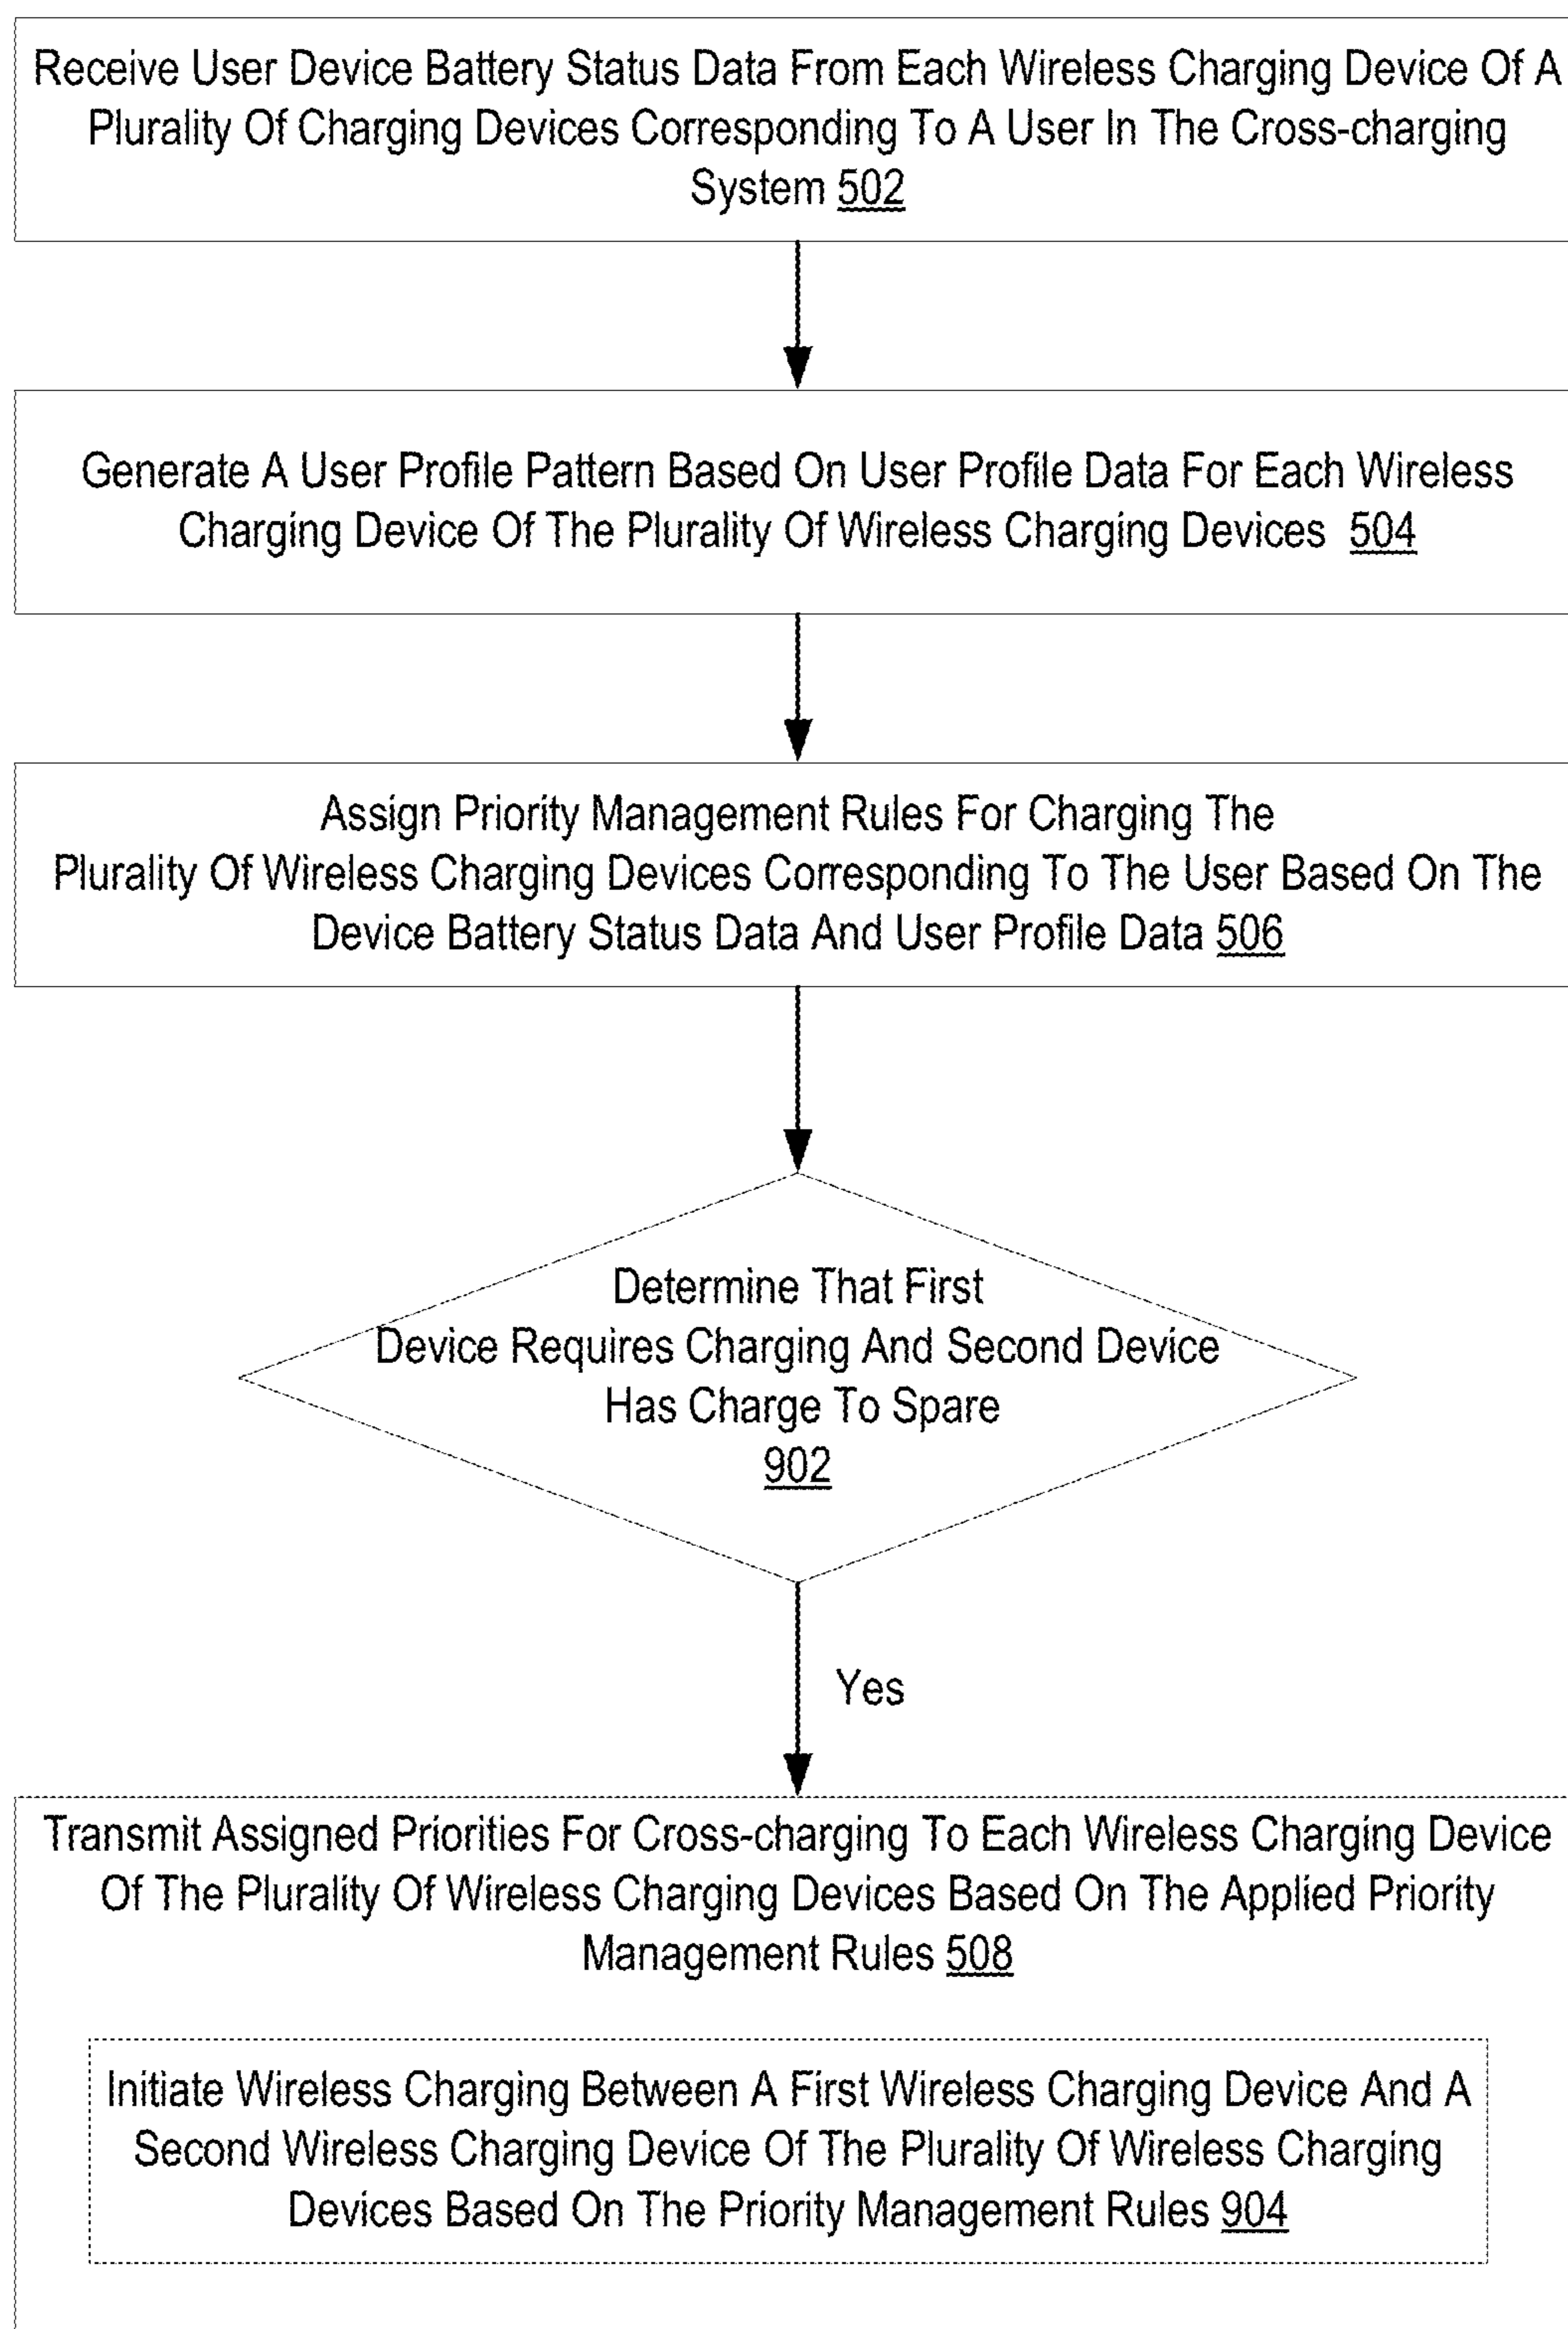 Receive User Device Battery Status Data From Each Wireless Charging Device Of A
Plurality Of Charging Devices Corresponding To A User In The Cross-charging
System 502
Generate A User Profile Pattern Based On User Profile Data For Each Wireless
Charging Device Of The Plurality Of Wireless Charging Devices 504
Assign Priority Management Rules For Charging The
Plurality Of Wireless Charging Devices Corresponding To The User Based On The
Device Battery Status Data And User Profile Data 506
Determine That First
Device Requires Charging And Second Device
Has Charge To Spare
902
Yes
Transmit Assigned Priorities For Cross-charging To Each Wireless Charging Device
Of The Plurality Of Wireless Charging Devices Based On The Applied Priority
Management Rules 508
Initiate Wireless Charging Between A First Wireless Charging Device And A
Second Wireless Charging Device Of The Plurality Of Wireless Charging
Devices Based On The Priority Management Rules 904